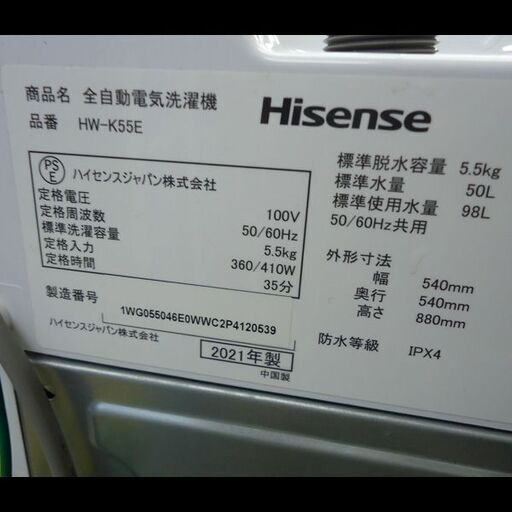 商品名 全自動電気洗濯機
品番 HW-K55E
Hisense
PS
E
ハイセンスジャパン株式会社
定格電圧 100V
定格周波数 50/60Hz
標準洗濯容量 5.5kg
定格入力 360/410W
定格時間 35分
製造番号
1WG055046E0WWC2P4120539
ハイセンスジャパン株式会社
2021年製
中国製
標準脱水容量 5.5kg
標準水量 50L
標準使用水量 98L
50/60Hz共用
外形寸法
幅 540mm
奥行 540mm
高さ 880mm
防水等級 IPX4